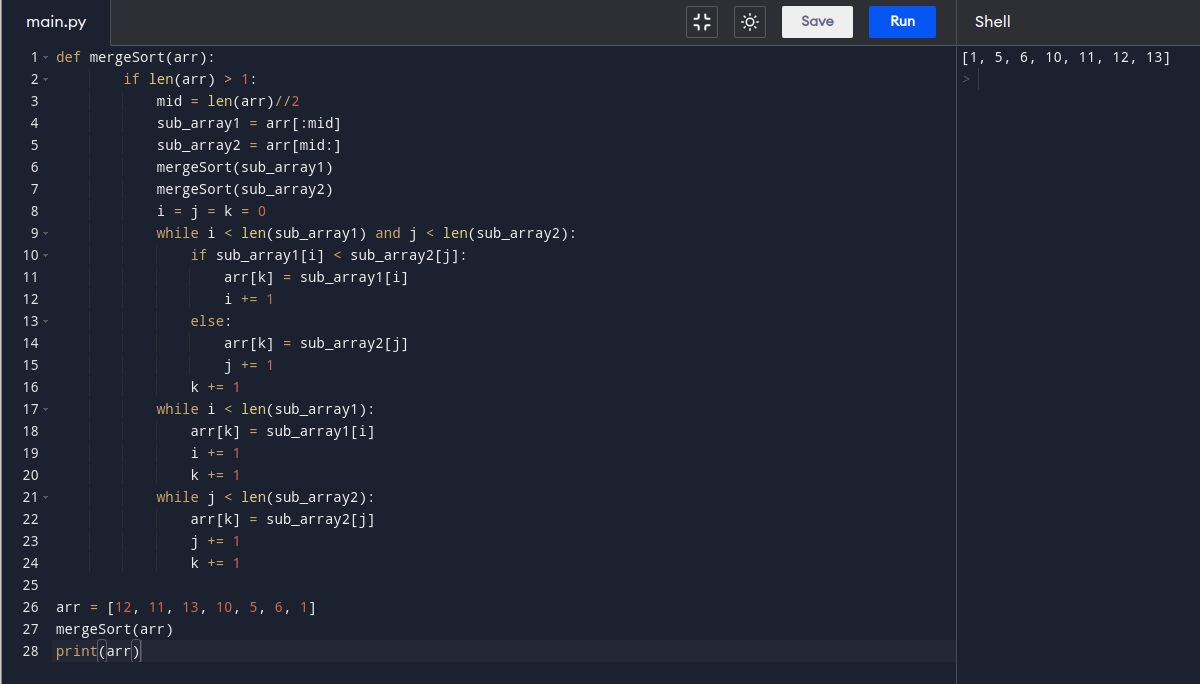 main.py Save Run Shell
1 def mergeSort(arr):
2         if len(arr) > 1:
3             mid = len(arr)//2
4             sub_array1 = arr[:mid]
5             sub_array2 = arr[mid:]
6             mergeSort(sub_array1)
7             mergeSort(sub_array2)
8             i = j = k = 0
9             while i < len(sub_array1) and j < len(sub_array2):
10                 if sub_array1[i] < sub_array2[j]:
11                     arr[k] = sub_array1[i]
12                     i += 1
13                 else:
14                     arr[k] = sub_array2[j]
15                     j += 1
16                 k += 1
17             while i < len(sub_array1):
18                 arr[k] = sub_array1[i]
19                 i += 1
20                 k += 1
21             while j < len(sub_array2):
22                 arr[k] = sub_array2[j]
23                 j += 1
24                 k += 1
25
26 arr = [12, 11, 13, 10, 5, 6, 1]
27 mergeSort(arr)
28 print(arr)
[1, 5, 6, 10, 11, 12, 13]
>